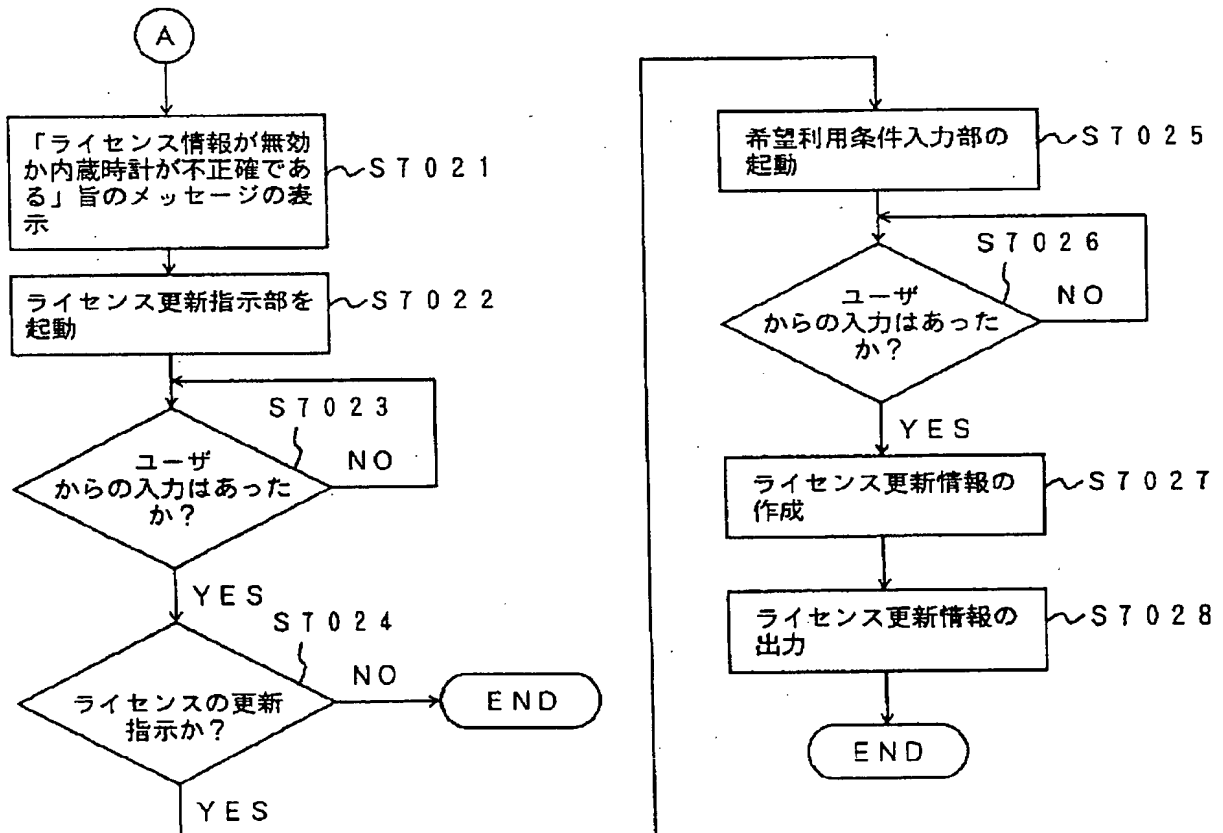 A
「ライセンス情報が無効
か内蔵時計が不正確であ
る」旨のメッセージの表
示
S7021
ライセンス更新指示部を
起動
S7022
S7023
ユーザ
からの入力はあった
か?
NO
YES
S7024
ライセンスの更新
指示か?
NO
END
YES
希望利用条件入力部の
起動
S7025
S7026
ユーザ
からの入力はあった
か?
NO
YES
ライセンス更新情報の
作成
S7027
ライセンス更新情報の
出力
S7028
END